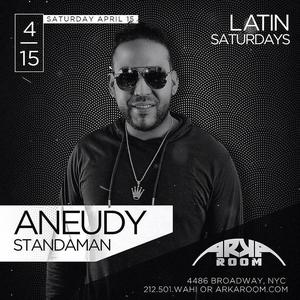 SATURDAY APRIL 15
4
15
LATIN
SATURDAYS
ANEUDY
STANDAMAN
ARKA
ROOM
4486 BROADWAY, NYC
212.501.WAHI OR ARKAROOM.COM